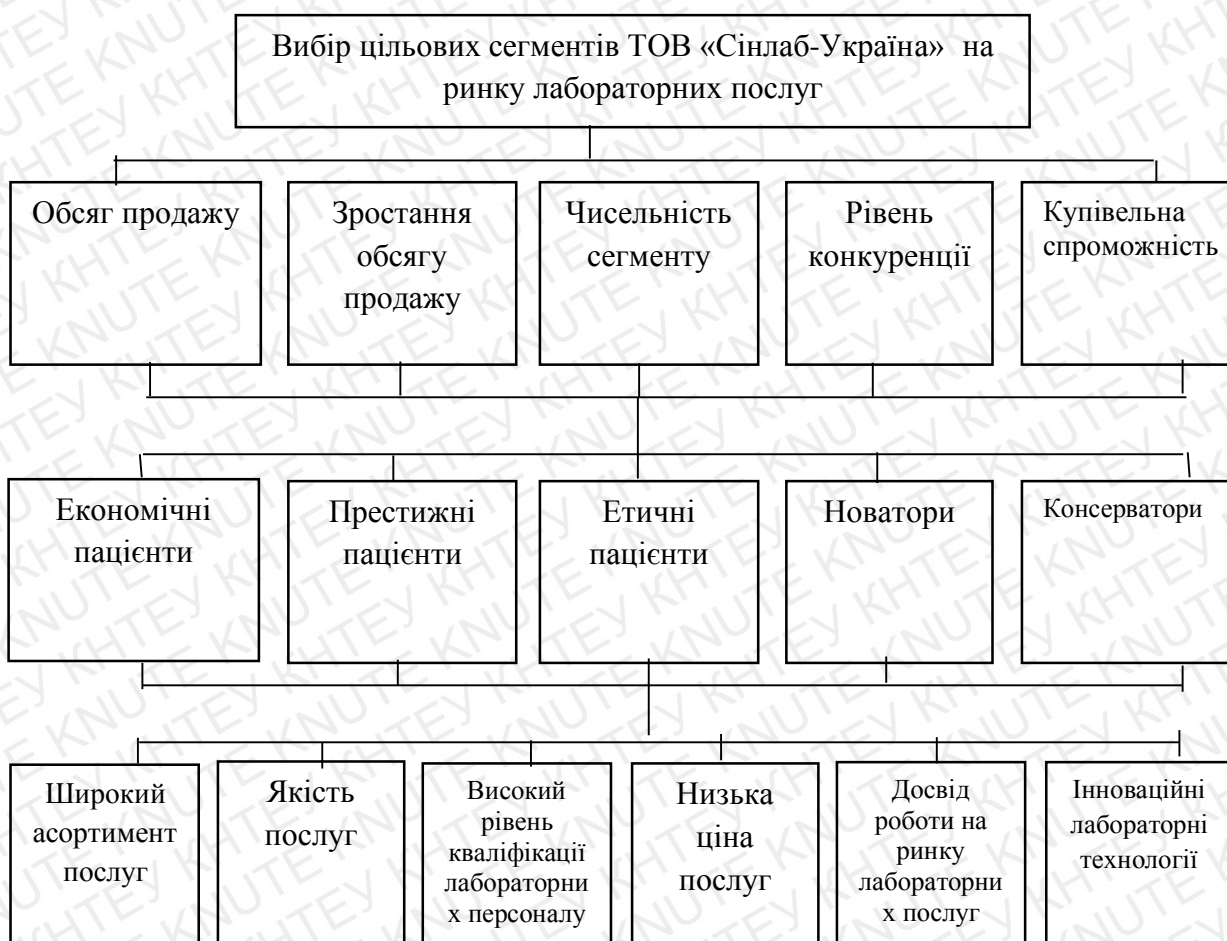 Вибір цільових сегментів ТОВ «Сінлаб-Україна» на
ринку лабораторних послуг
Обсяг продажу
Зростання
обсягу
продажу
Чисельність
сегменту
Рівень
конкуренції
Купівельна
спроможність
Економічні
пацієнти
Престижні
пацієнти
Етичні
пацієнти
Новатори
Консерватори
Широкий
асортимент
послуг
Якість
послуг
Високий
рівень
кваліфікації
лабораторни
х персоналу
Низька
ціна
послуг
Досвід
роботи на
ринку
лабораторни
х послуг
Інноваційні
лабораторні
технології